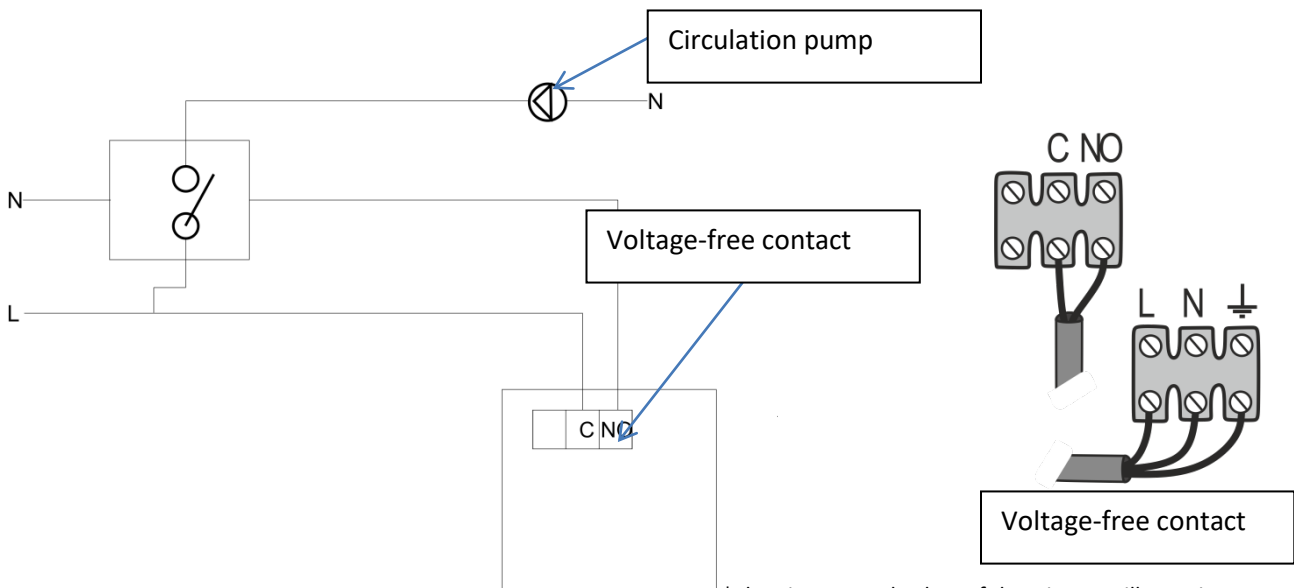 Circulation pump
N
C NO
N
Voltage-free contact
L N
L
C NO
Voltage-free contact